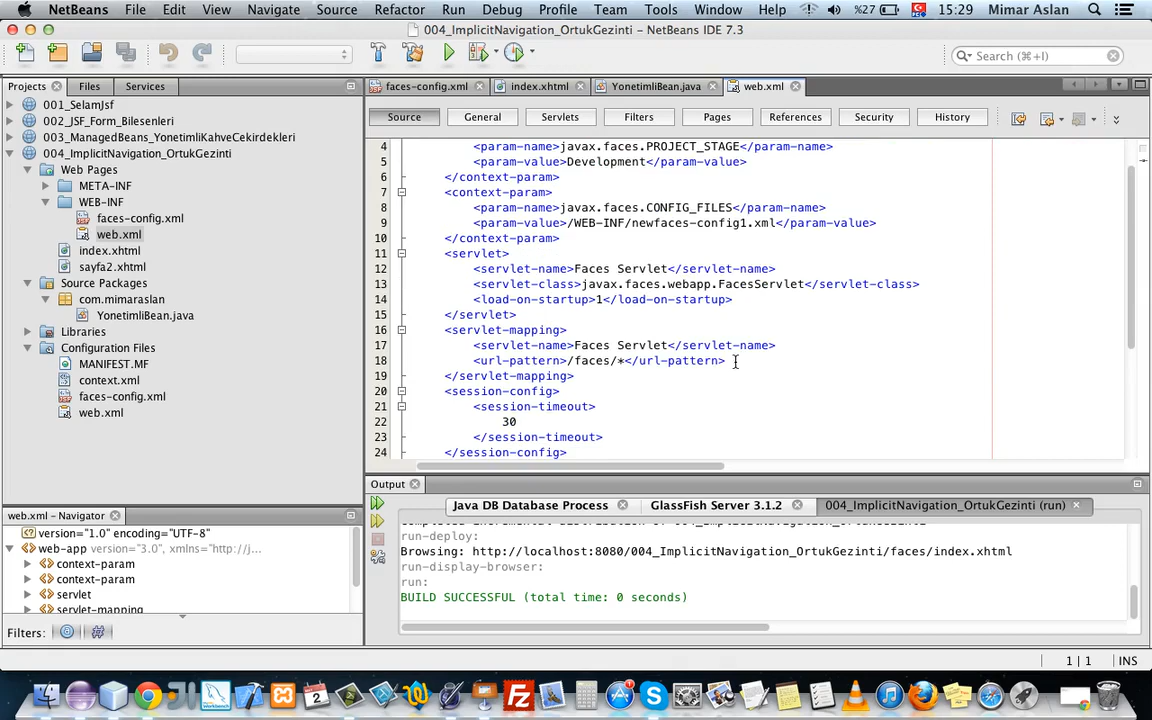 NetBeans File Edit View Navigate Source Refactor Run Debug Profile Team Tools Window Help %27 15:29 Mimar Aslan
004_ImplicitNavigation_OrtukGezinti – NetBeans IDE 7.3
Search (⌘+I)
Projects Files Services
faces-config.xml index.xhtml YonetimliBean.java web.xml
Source General Servlets Filters Pages References Security History
001_SelamJsf
002_JSF_Form_Bilesenleri
003_ManagedBeans_YonetimliKahveCekirdekleri
004_ImplicitNavigation_OrtukGezinti
Web Pages
META-INF
WEB-INF
faces-config.xml
web.xml
index.xhtml
sayfa2.xhtml
Source Packages
com.mimaraslan
YonetimliBean.java
Libraries
Configuration Files
MANIFEST.MF
context.xml
faces-config.xml
web.xml
4 <param-name>javax.faces.PROJECT_STAGE</param-name>
5 <param-value>Development</param-value>
6 </context-param>
7 <context-param>
8 <param-name>javax.faces.CONFIG_FILES</param-name>
9 <param-value>/WEB-INF/newfaces-config1.xml</param-value>
10 </context-param>
11 <servlet>
12 <servlet-name>Faces Servlet</servlet-name>
13 <servlet-class>javax.faces.webapp.FacesServlet</servlet-class>
14 <load-on-startup>1</load-on-startup>
15 </servlet>
16 <servlet-mapping>
17 <servlet-name>Faces Servlet</servlet-name>
18 <url-pattern>/faces/*</url-pattern>
19 </servlet-mapping>
20 <session-config>
21 <session-timeout>
22 30
23 </session-timeout>
24 </session-config>
web.xml – Navigator
version="1.0" encoding="UTF-8"
web-app version="3.0", xmlns="http://j...
context-param
context-param
servlet
servlet-mapping
Filters:
Output
Java DB Database Process GlassFish Server 3.1.2 004_ImplicitNavigation_OrtukGezinti (run)
completed incremental distribution of 004_ImplicitNavigation_OrtukGezinti
run-deploy:
Browsing: http://localhost:8080/004_ImplicitNavigation_OrtukGezinti/faces/index.xhtml
run-display-browser:
run:
BUILD SUCCESSFUL (total time: 0 seconds)
1 | 1 INS